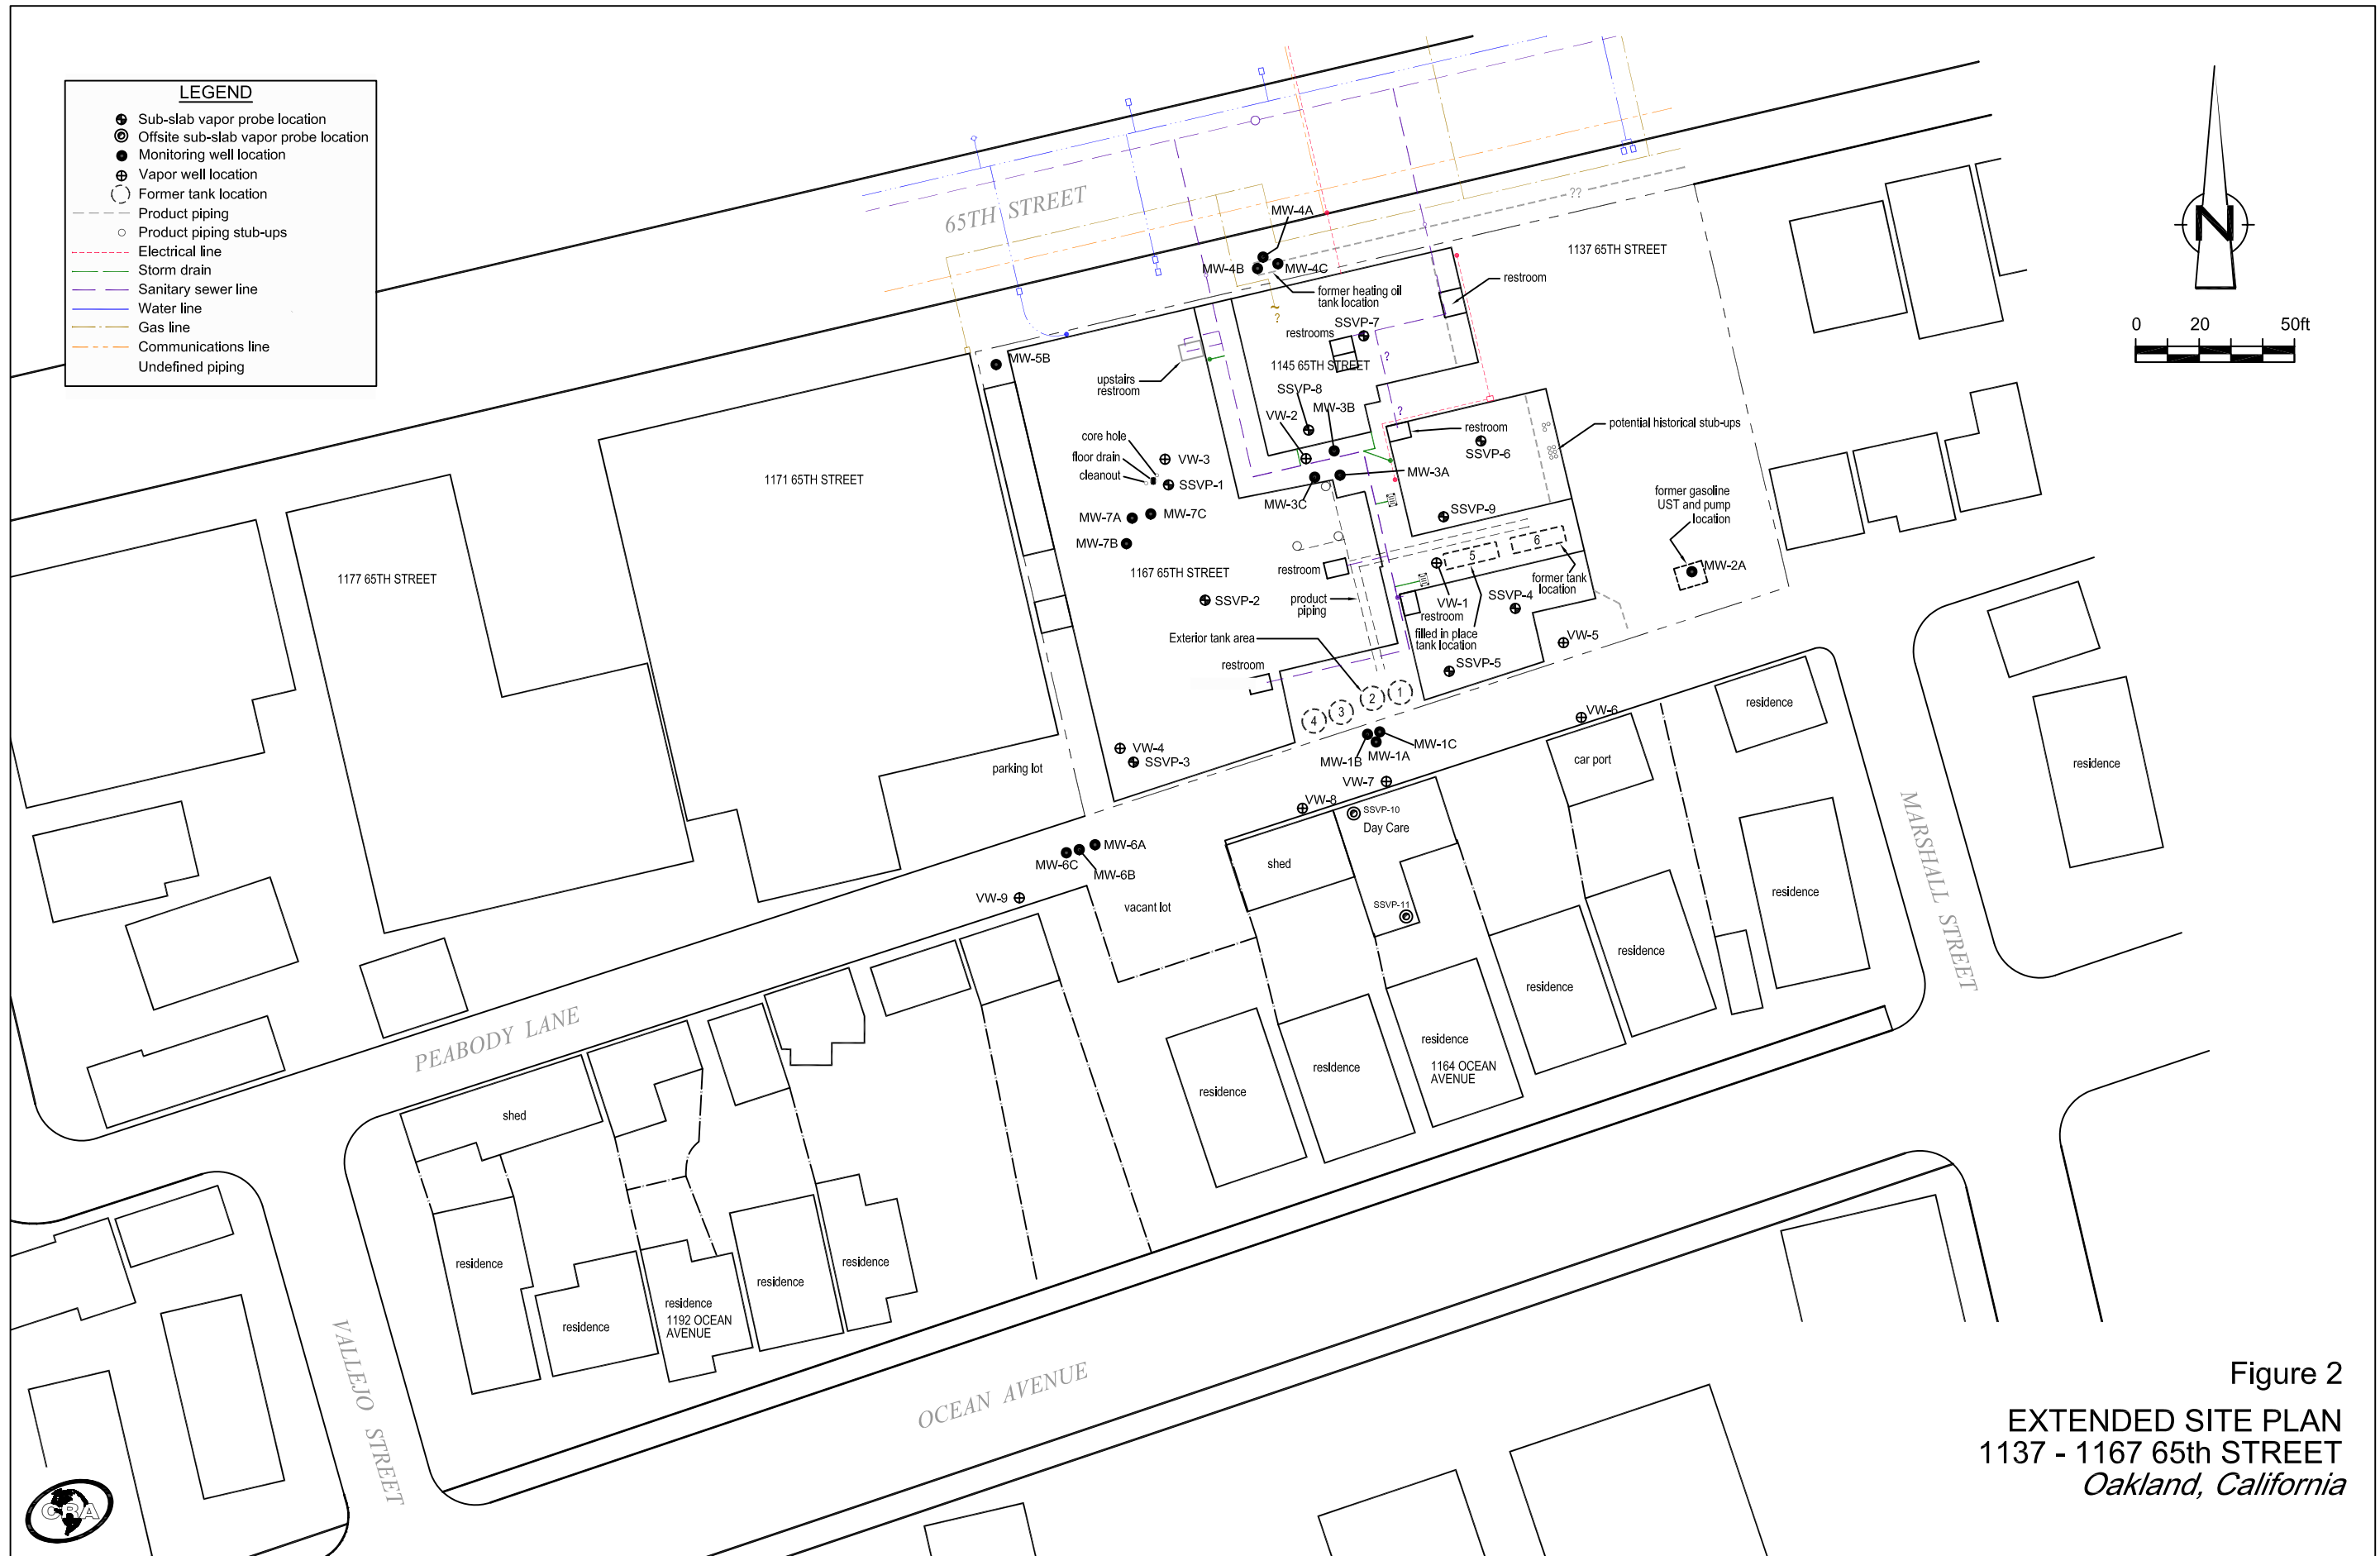 LEGEND
Sub-slab vapor probe location
Offsite sub-slab vapor probe location
Monitoring well location
Vapor well location
Former tank location
Product piping
Product piping stub-ups
Electrical line
Storm drain
Sanitary sewer line
Water line
Gas line
Communications line
Undefined piping
65TH STREET
??
N
0 20 50ft
MW-4A
MW-4B
MW-4C
former heating oil
tank location
1137 65TH STREET
restroom
?
SSVP-7
restrooms
?
1145 65TH STREET
MW-5B
upstairs
restroom
SSVP-8
VW-2
MW-3B
?
restroom
potential historical stub-ups
SSVP-6
core hole
floor drain
cleanout
VW-3
SSVP-1
MW-3A
MW-3C
1171 65TH STREET
MW-7A
MW-7C
MW-7B
SSVP-9
former gasoline
UST and pump
location
MW-2A
1177 65TH STREET
1167 65TH STREET
restroom
5
6
former tank
location
SSVP-2
product
piping
VW-1
restroom
SSVP-4
filled in place
tank location
VW-5
Exterior tank area
restroom
SSVP-5
4
3
2
1
VW-6
residence
VW-4
SSVP-3
parking lot
MW-1C
MW-1B
MW-1A
VW-7
VW-8
car port
residence
SSVP-10
Day Care
MARSHALL STREET
MW-6A
MW-6C
MW-6B
VW-9
vacant lot
shed
SSVP-11
residence
residence
residence
PEABODY LANE
residence
1164 OCEAN
AVENUE
residence
residence
shed
residence
residence
residence
1192 OCEAN
AVENUE
residence
residence
VALLEJO STREET
OCEAN AVENUE
CRA
Figure 2
EXTENDED SITE PLAN
1137 - 1167 65th STREET
Oakland, California